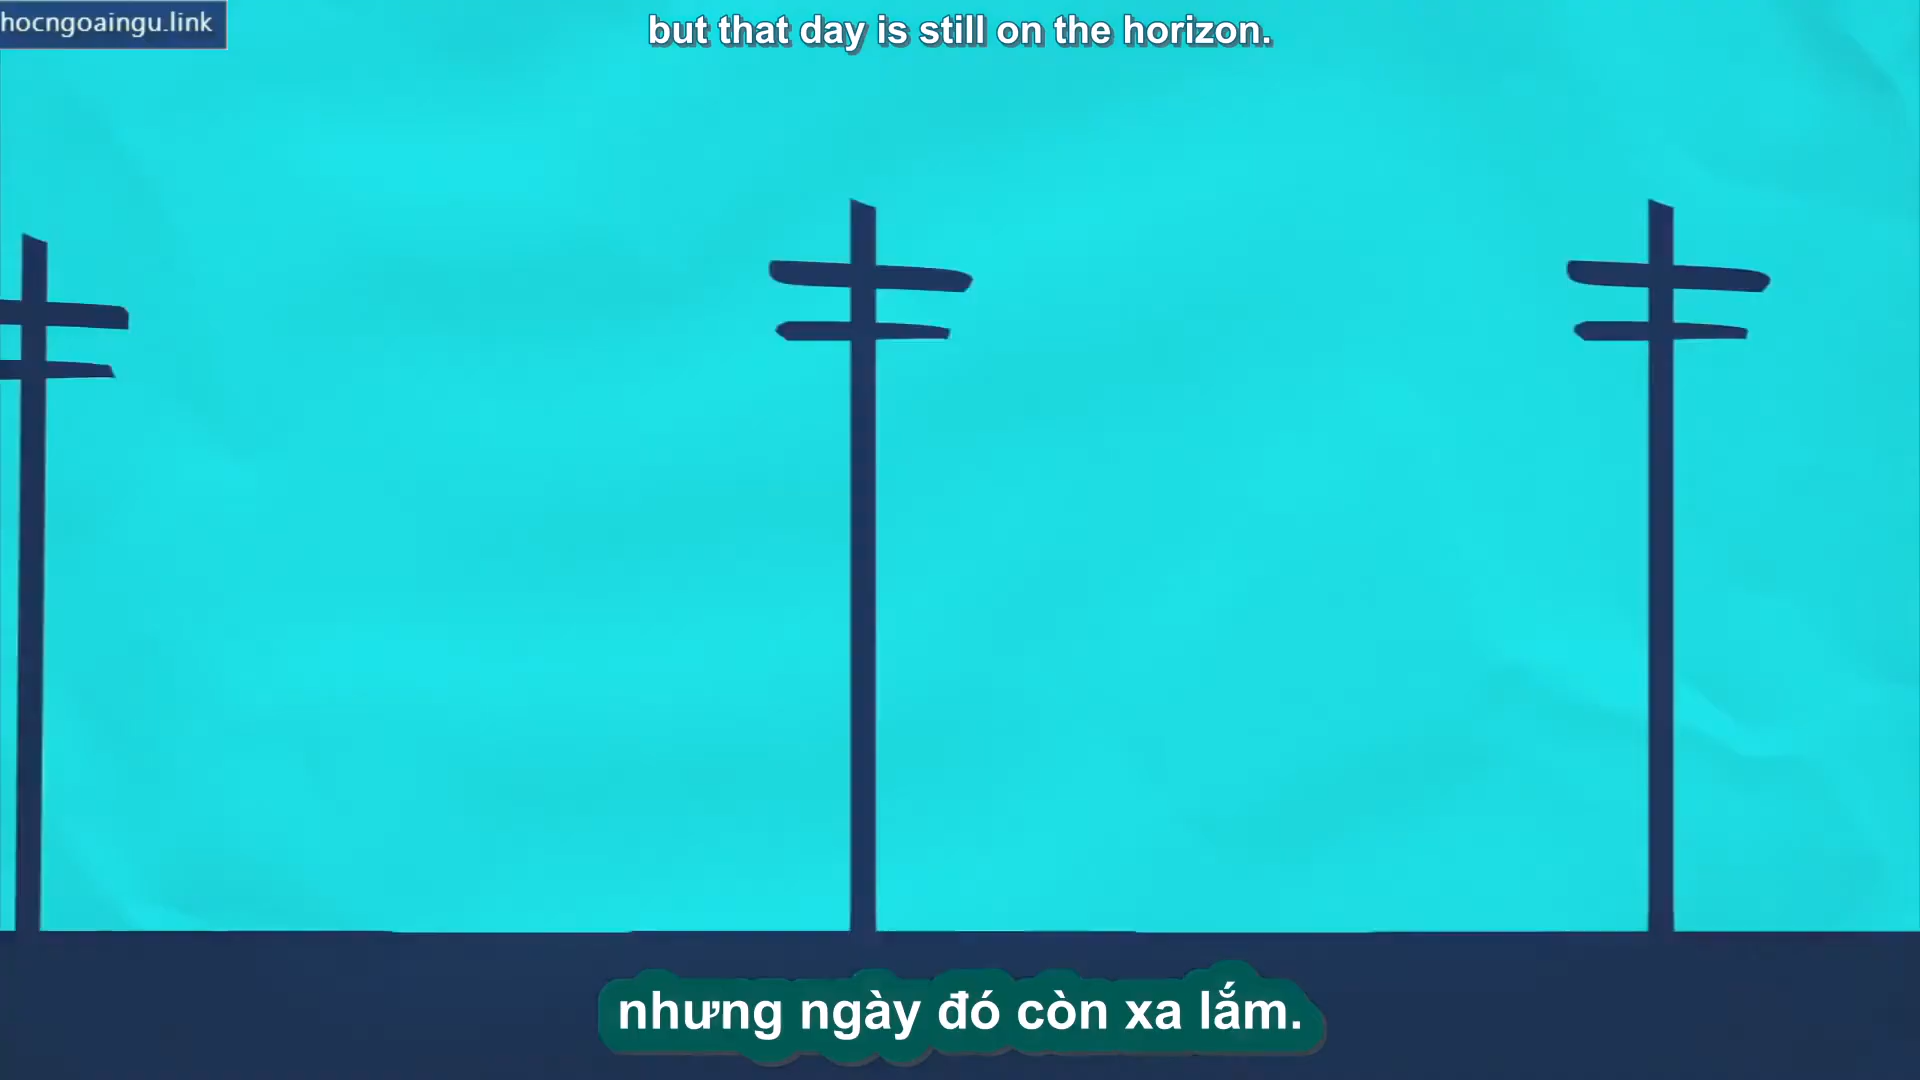 hocngoaingu.link
but that day is still on the horizon.
nhưng ngày đó còn xa lắm.